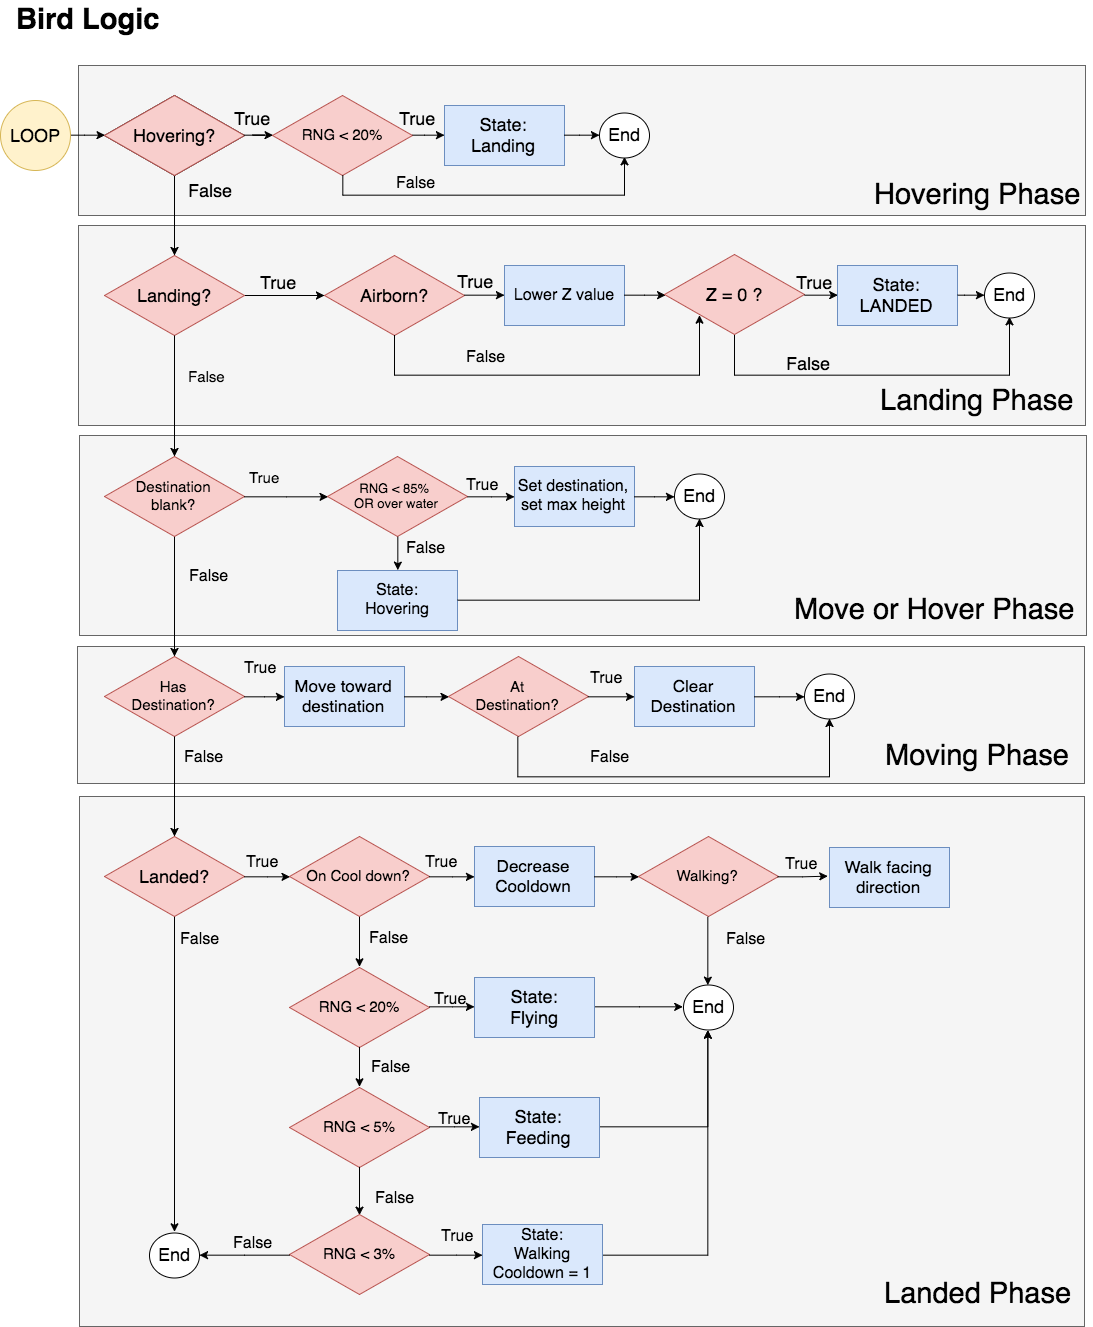 Bird Logic
LOOP
Hovering?
True
RNG < 20%
True
State:
Landing
End
False
False
Hovering Phase
Landing?
True
Airborn?
True
Lower Z value
Z = 0 ?
True
State:
LANDED
End
False
False
False
Landing Phase
Destination
blank?
True
RNG < 85%
OR over water
True
Set destination,
set max height
End
False
False
State:
Hovering
Move or Hover Phase
Has
Destination?
True
Move toward
destination
At
Destination?
True
Clear
Destination
End
False
False
Moving Phase
Landed?
True
On Cool down?
True
Decrease
Cooldown
Walking?
True
Walk facing
direction
False
False
False
RNG < 20%
True
State:
Flying
End
False
RNG < 5%
True
State:
Feeding
False
End
False
RNG < 3%
True
State:
Walking
Cooldown = 1
Landed Phase